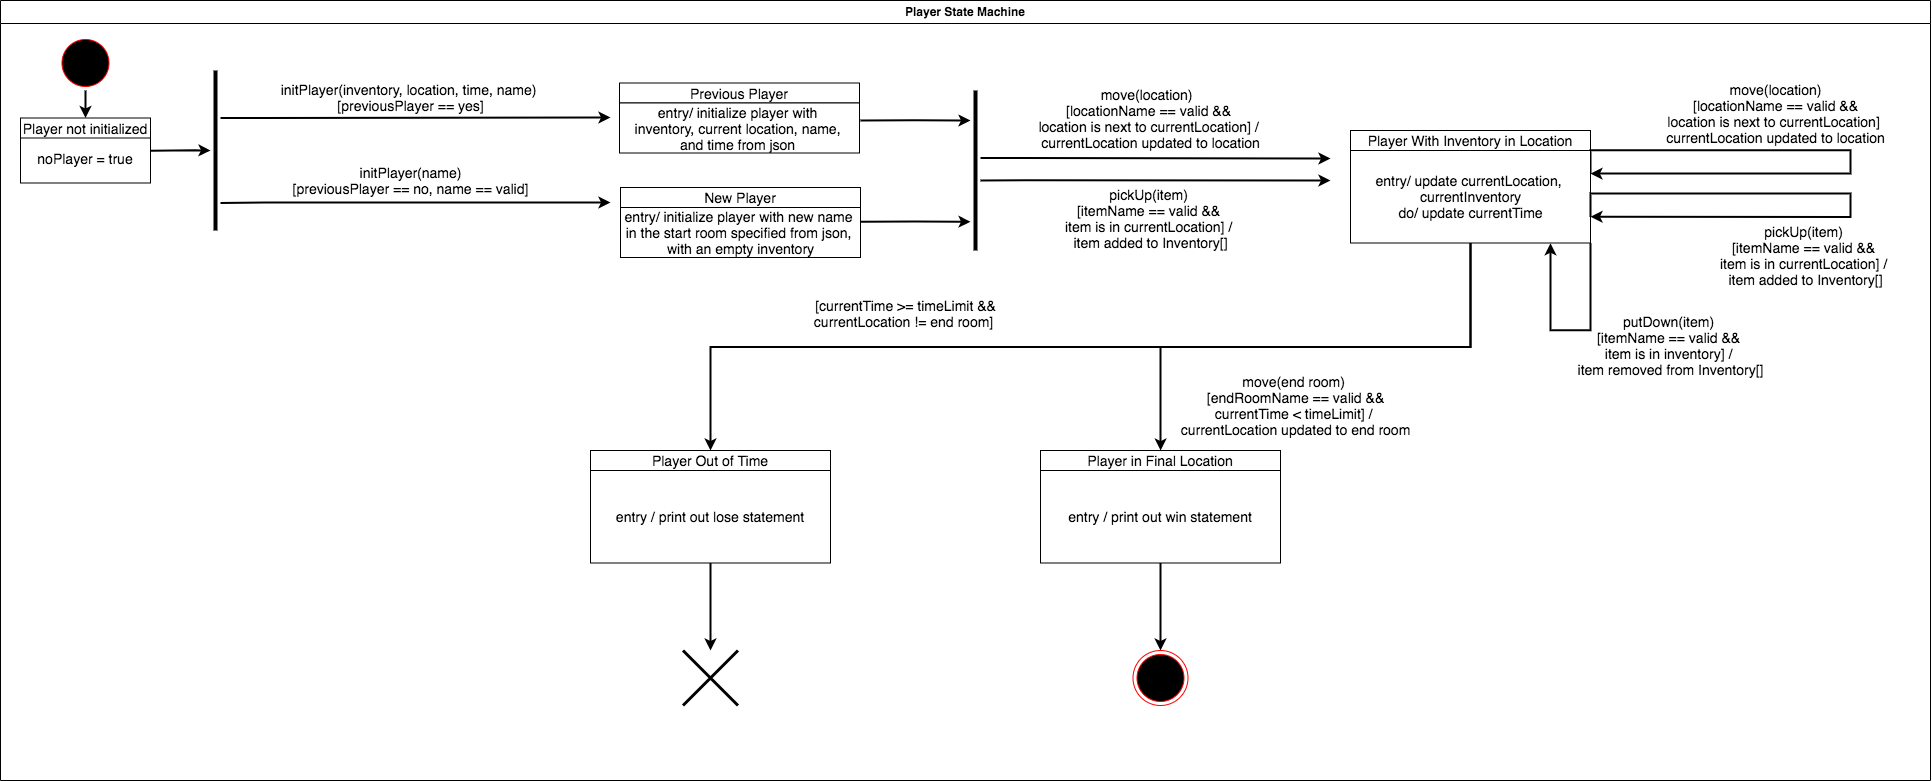 Player State Machine
Player not initialized
noPlayer = true
initPlayer(inventory, location, time, name)
[previousPlayer == yes]
initPlayer(name)
[previousPlayer == no, name == valid]
Previous Player
entry/ initialize player with
inventory, current location, name,
and time from json
New Player
entry/ initialize player with new name
in the start room specified from json,
with an empty inventory
move(location)
[locationName == valid &&
location is next to currentLocation] /
currentLocation updated to location
pickUp(item)
[itemName == valid &&
item is in currentLocation] /
item added to Inventory[]
Player With Inventory in Location
entry/ update currentLocation,
currentInventory
do/ update currentTime
move(location)
[locationName == valid &&
location is next to currentLocation]
currentLocation updated to location
pickUp(item)
[itemName == valid &&
item is in currentLocation] /
item added to Inventory[]
putDown(item)
[itemName == valid &&
item is in inventory] /
item removed from Inventory[]
[currentTime >= timeLimit &&
currentLocation != end room]
move(end room)
[endRoomName == valid &&
currentTime < timeLimit] /
currentLocation updated to end room
Player Out of Time
entry / print out lose statement
Player in Final Location
entry / print out win statement